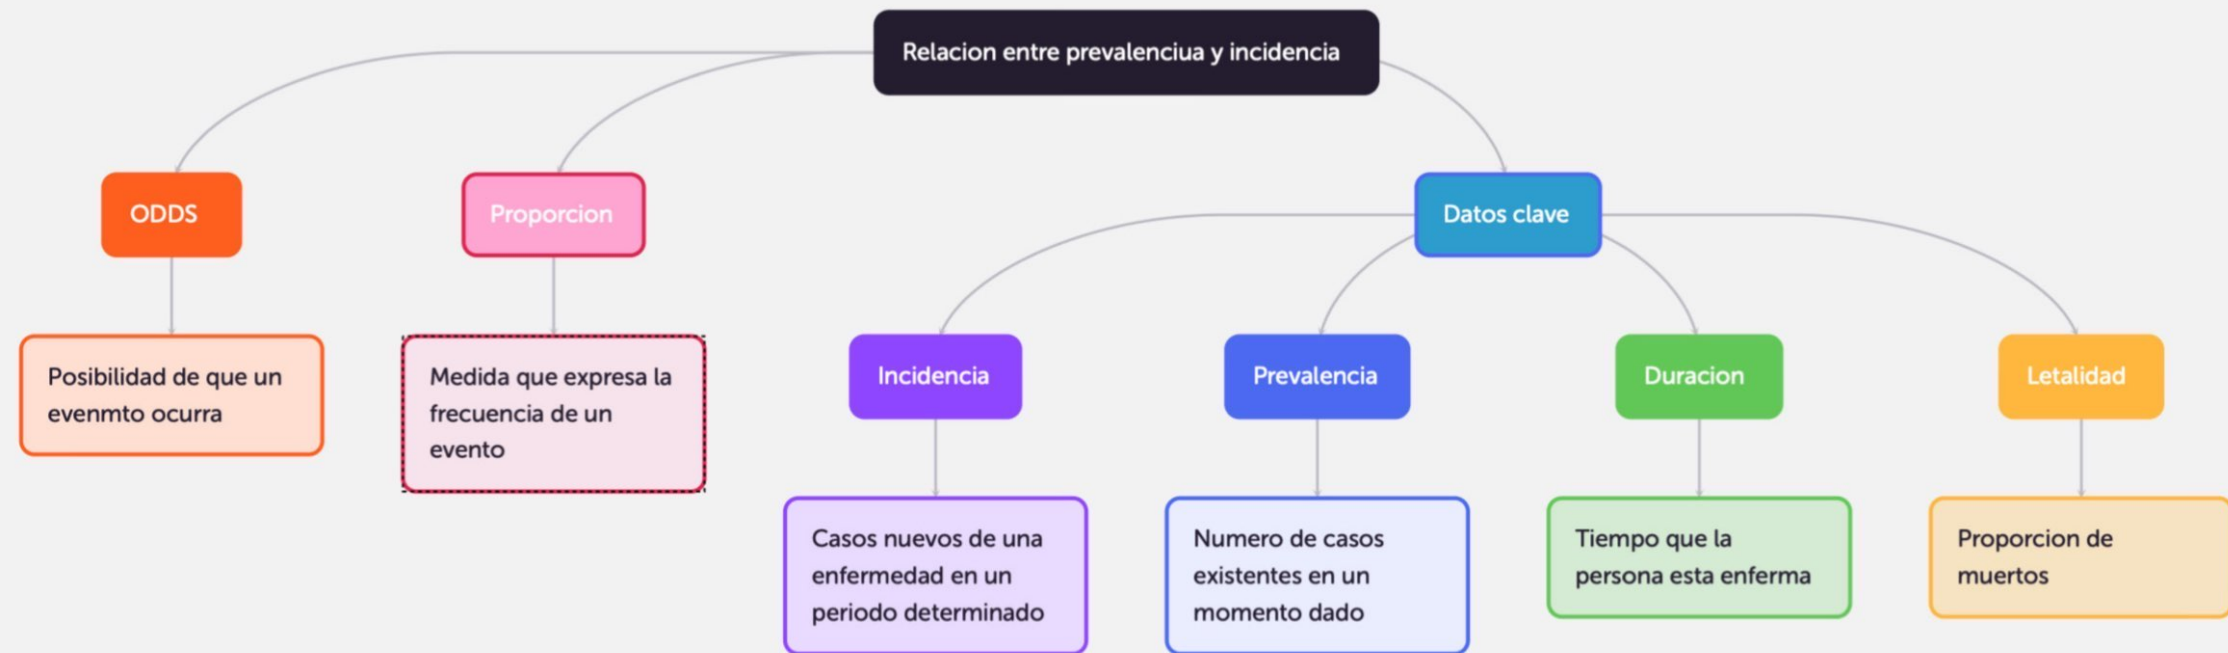 Relacion entre prevalenciua y incidencia
ODDS
Proporcion
Datos clave
Posibilidad de que un
evenmto ocurra
Medida que expresa la
frecuencia de un
evento
Incidencia
Prevalencia
Duracion
Letalidad
Casos nuevos de una
enfermedad en un
periodo determinado
Numero de casos
existentes en un
momento dado
Tiempo que la
persona esta enferma
Proporcion de
muertos